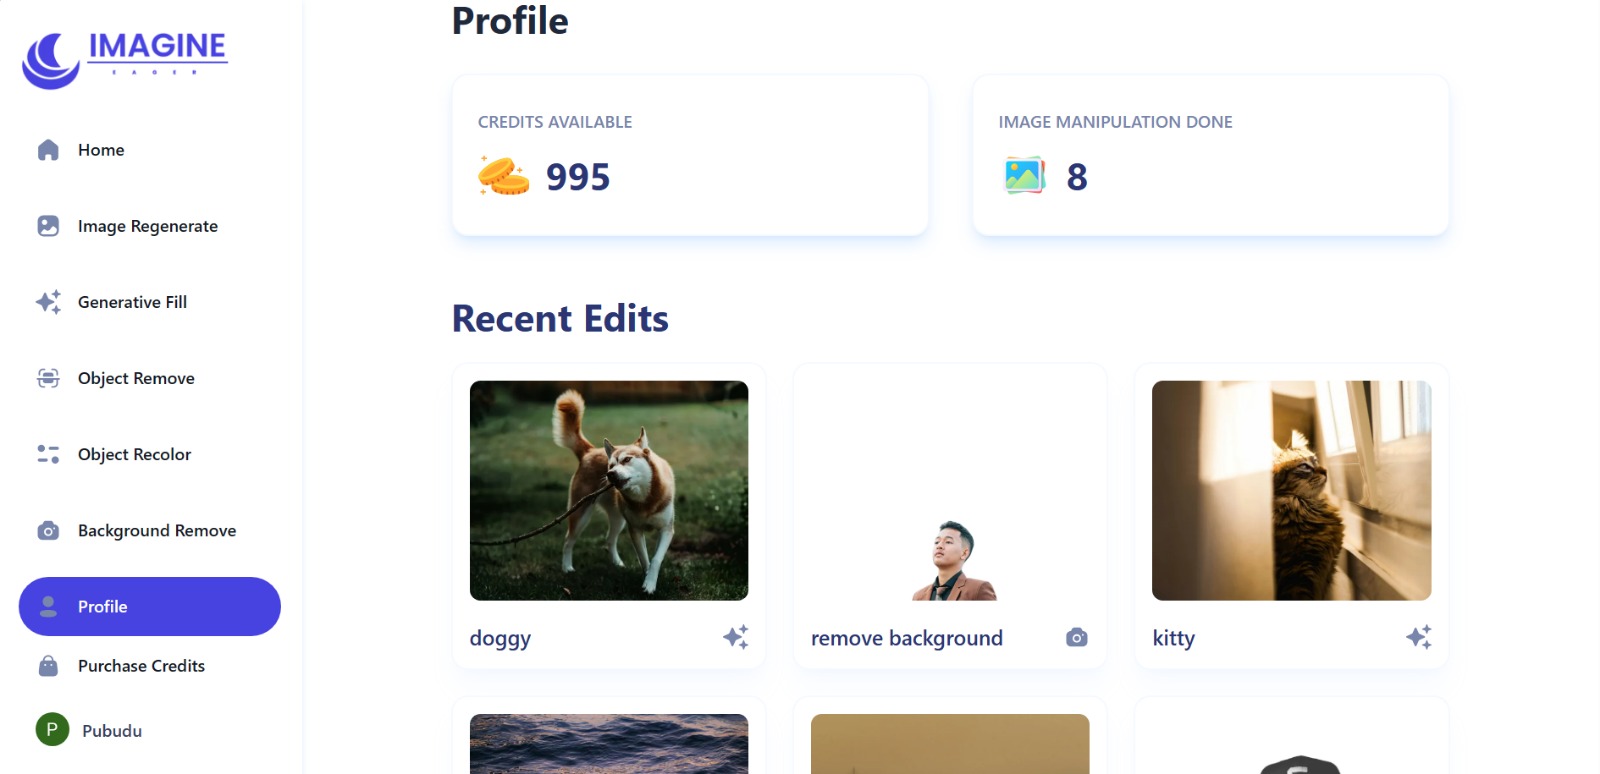 IMAGINE
EAGER
Home
Image Regenerate
Generative Fill
Object Remove
Object Recolor
Background Remove
Profile
Purchase Credits
P
Pubudu
Profile
CREDITS AVAILABLE
995
IMAGE MANIPULATION DONE
8
Recent Edits
doggy
remove background
kitty